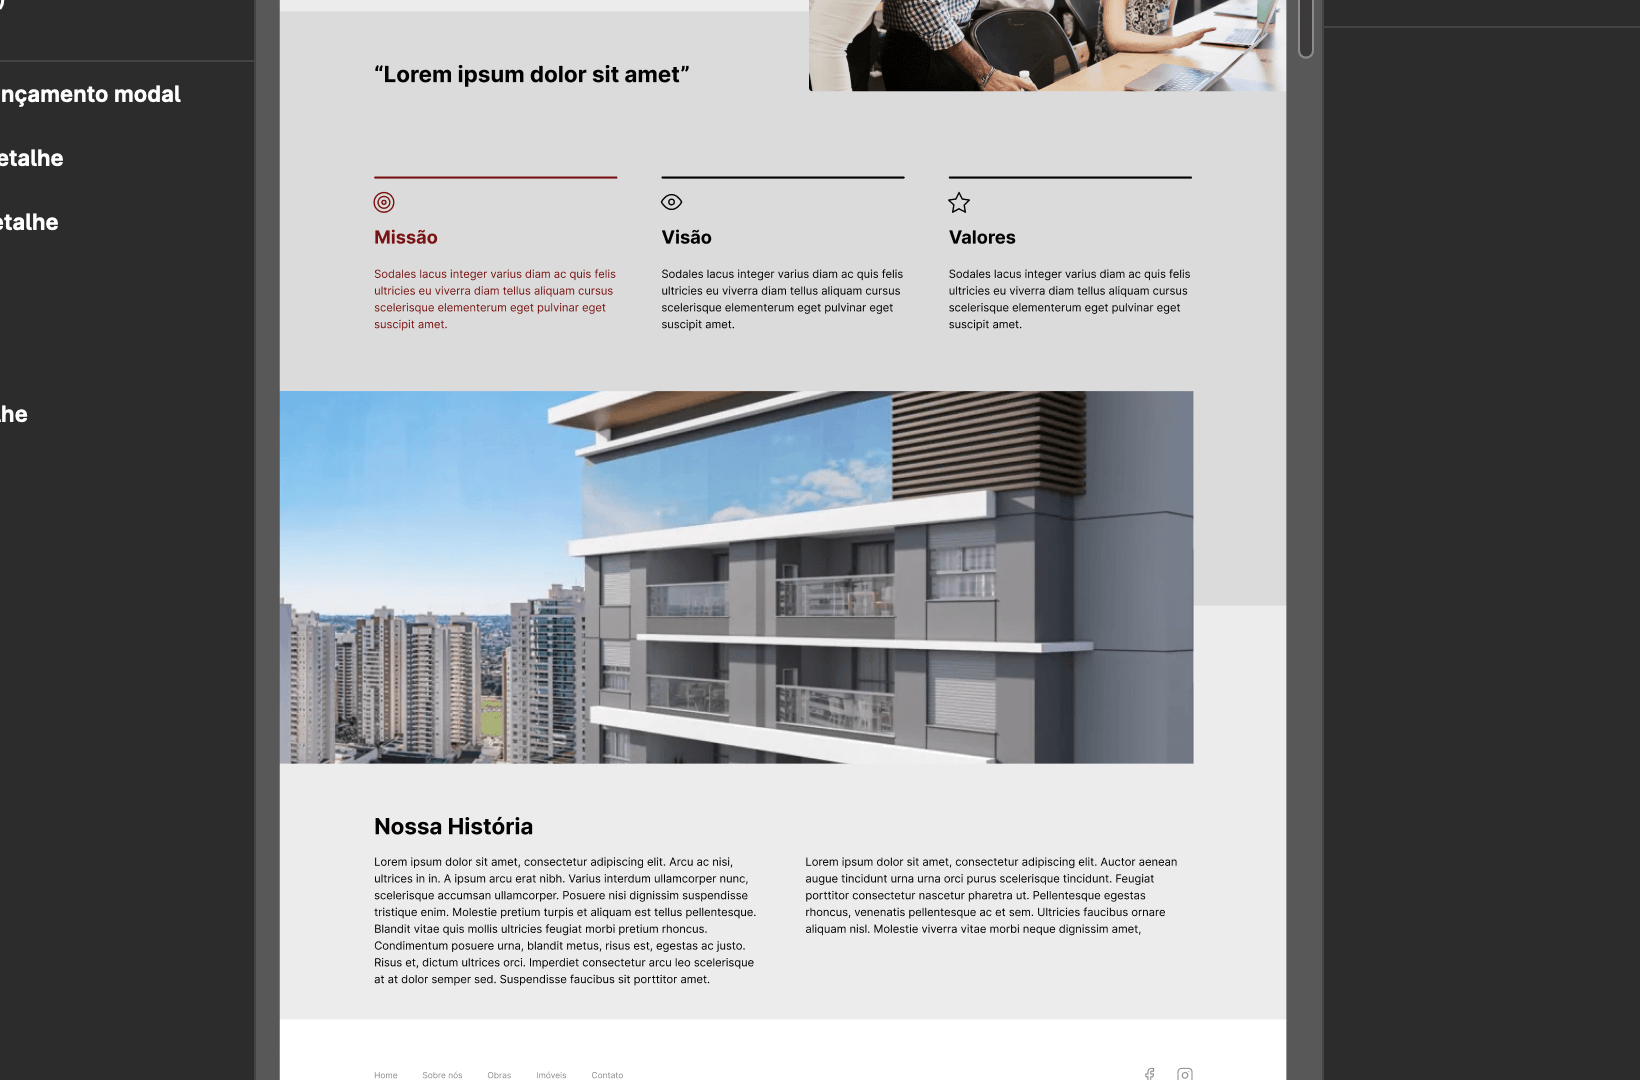 nçamento modal
etalhe
etalhe
lhe
“Lorem ipsum dolor sit amet”
Missão
Sodales lacus integer varius diam ac quis felis
ultricies eu viverra diam tellus aliquam cursus
scelerisque elementerum eget pulvinar eget
suscipit amet.
Visão
Sodales lacus integer varius diam ac quis felis
ultricies eu viverra diam tellus aliquam cursus
scelerisque elementerum eget pulvinar eget
suscipit amet.
Valores
Sodales lacus integer varius diam ac quis felis
ultricies eu viverra diam tellus aliquam cursus
scelerisque elementerum eget pulvinar eget
suscipit amet.
Nossa História
Lorem ipsum dolor sit amet, consectetur adipiscing elit. Arcu ac nisi,
ultrices in in. A ipsum arcu erat nibh. Varius interdum ullamcorper nunc,
scelerisque accumsan ullamcorper. Posuere nisi dignissim suspendisse
tristique enim. Molestie pretium turpis et aliquam est tellus pellentesque.
Blandit vitae quis mollis ultricies feugiat morbi pretium rhoncus.
Condimentum posuere urna, blandit metus, risus est, egestas ac justo.
Risus et, dictum ultrices orci. Imperdiet consectetur arcu leo scelerisque
at at dolor semper sed. Suspendisse faucibus sit porttitor amet.
Lorem ipsum dolor sit amet, consectetur adipiscing elit. Auctor aenean
augue tincidunt urna urna orci purus scelerisque tincidunt. Feugiat
porttitor consectetur nascetur pharetra ut. Pellentesque egestas
rhoncus, venenatis pellentesque ac et sem. Ultricies faucibus ornare
aliquam nisl. Molestie viverra vitae morbi neque dignissim amet,
Home Sobre nós Obras Imóveis Contato